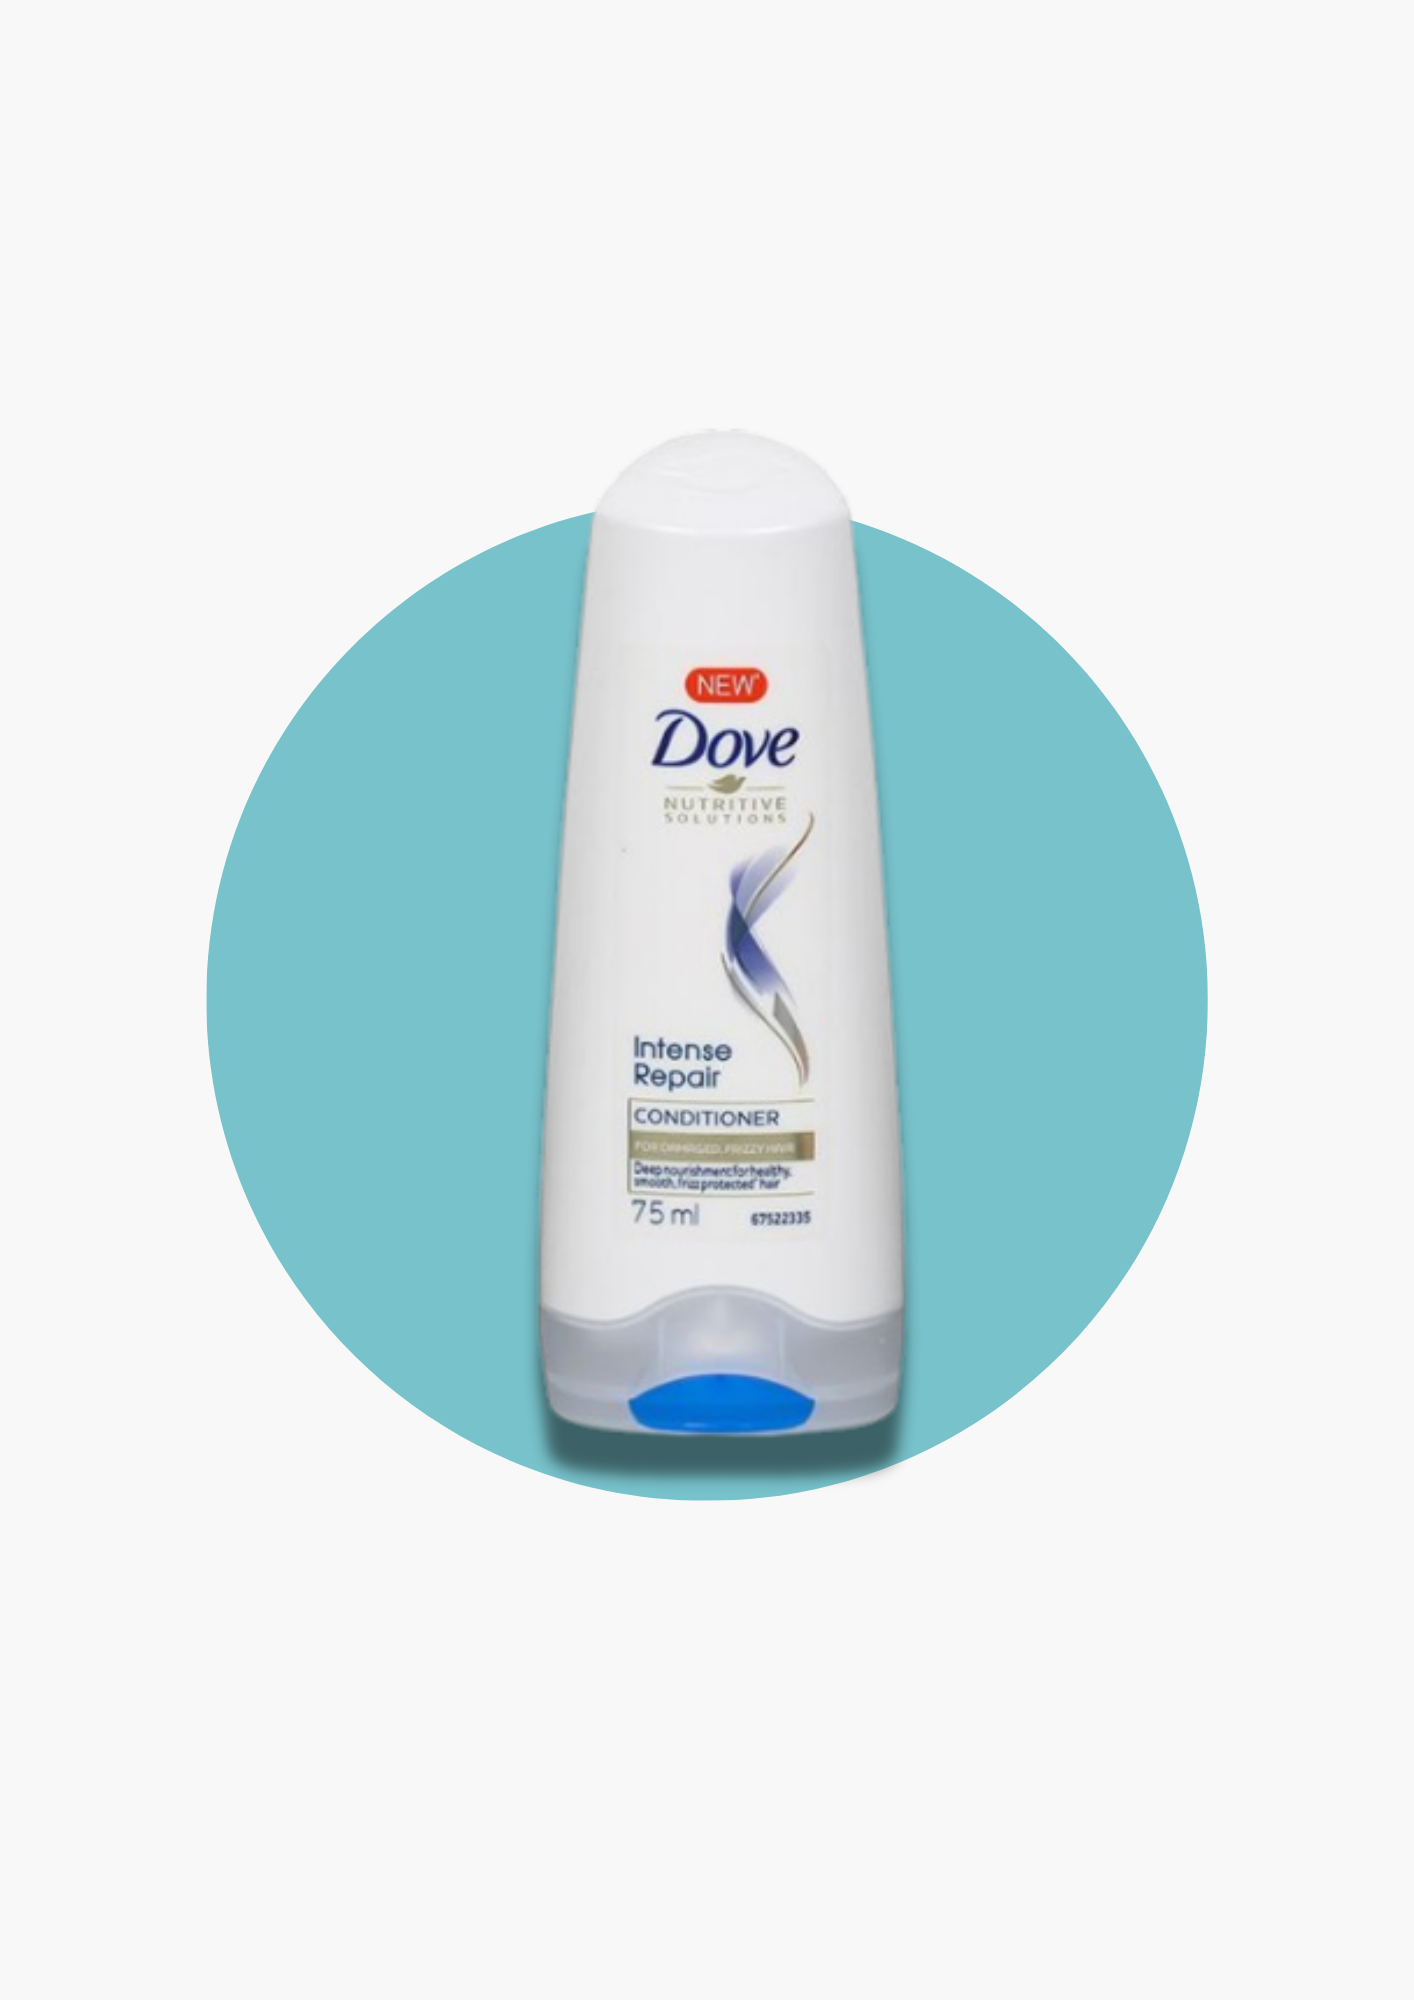 NEW
Dove
NUTRITIVE
SOLUTIONS
Intense
Repair
CONDITIONER
FOR DAMAGED, FRIZZY HAIR
Deep nourishment for healthy,
smooth, frizz protected* hair
75 ml
67522335